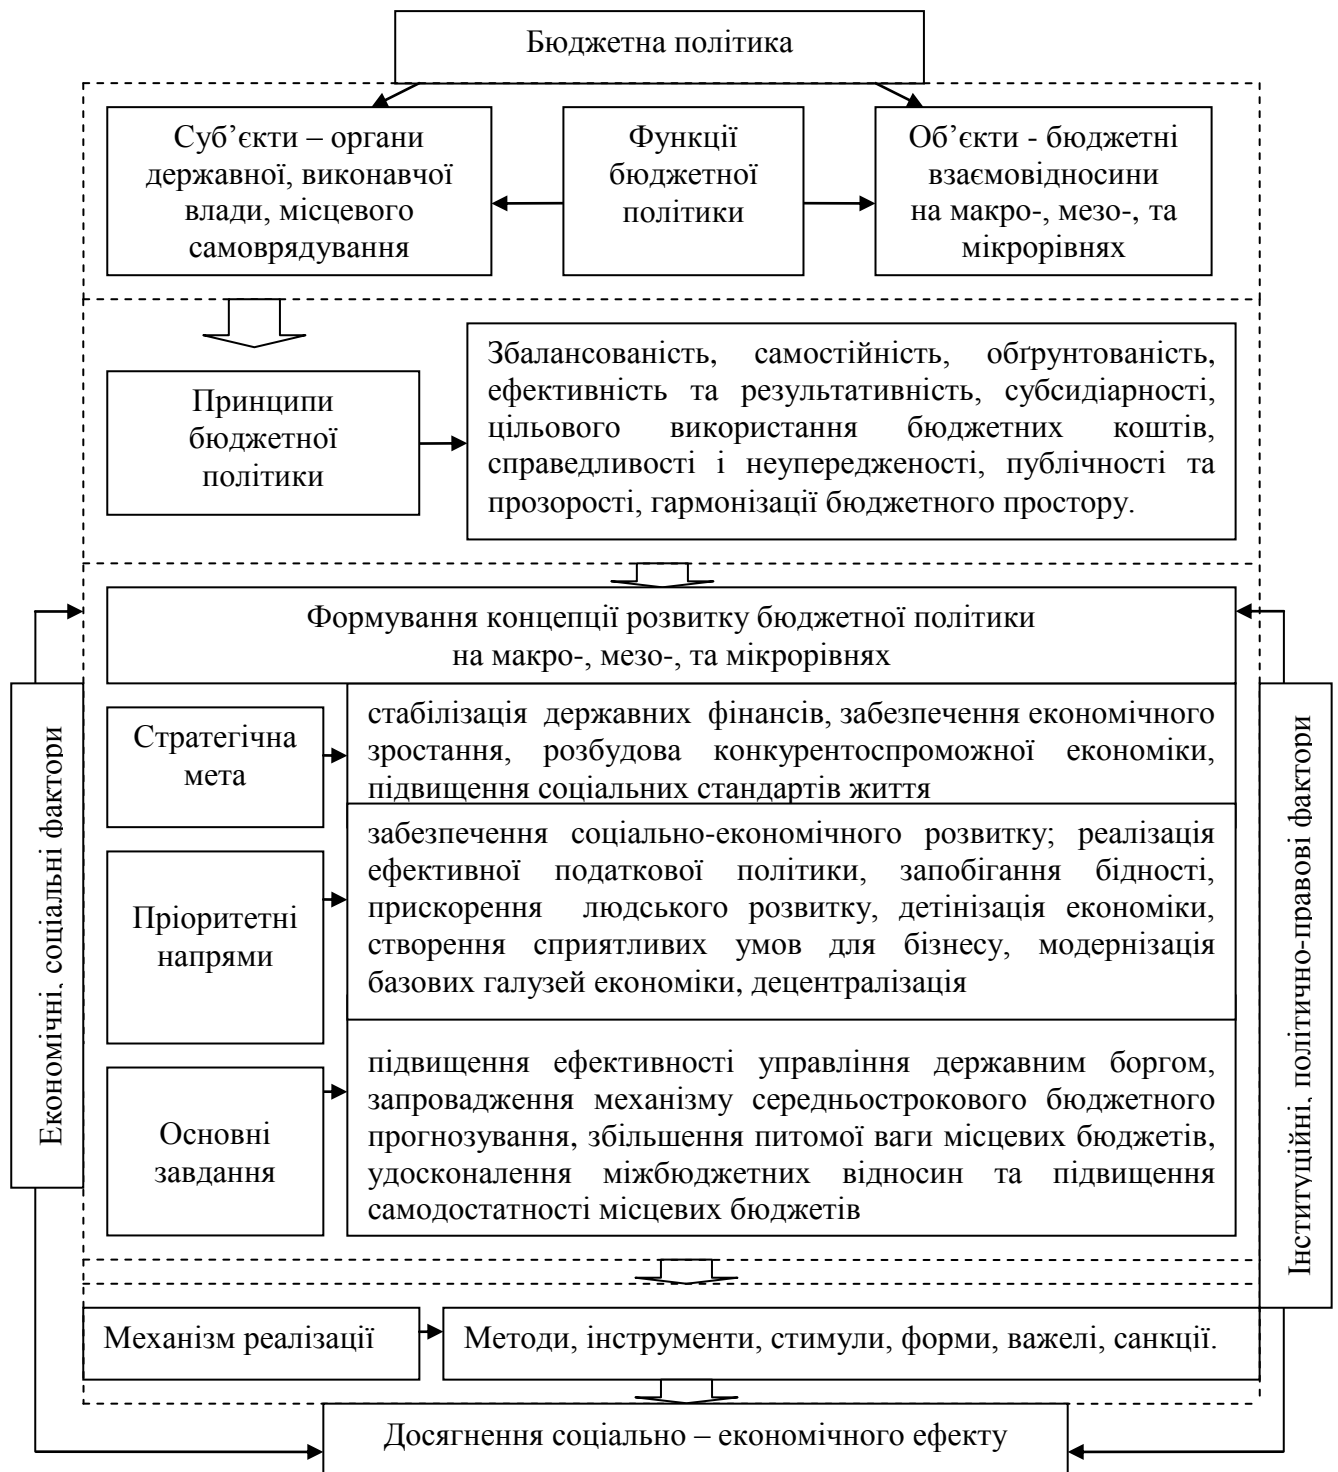 Бюджетна політика
Суб’єкти – органи
державної, виконавчої
влади, місцевого
самоврядування
Функції
бюджетної
політики
Об’єкти - бюджетні
взаємовідносини
на макро-, мезо-, та
мікрорівнях
Принципи
бюджетної
політики
Збалансованість, самостійність, обґрунтованість,
ефективність та результативність, субсидіарності,
цільового використання бюджетних коштів,
справедливості і неупередженості, публічності та
прозорості, гармонізації бюджетного простору.
Формування концепції розвитку бюджетної політики
на макро-, мезо-, та мікрорівнях
Економічні, соціальні фактори
Стратегічна
мета
стабілізація державних фінансів, забезпечення економічного
зростання, розбудова конкурентоспроможної економіки,
підвищення соціальних стандартів життя
Пріоритетні
напрями
забезпечення соціально-економічного розвитку; реалізація
ефективної податкової політики, запобігання бідності,
прискорення людського розвитку, детінізація економіки,
створення сприятливих умов для бізнесу, модернізація
базових галузей економіки, децентралізація
Основні
завдання
підвищення ефективності управління державним боргом,
запровадження механізму середньострокового бюджетного
прогнозування, збільшення питомої ваги місцевих бюджетів,
удосконалення міжбюджетних відносин та підвищення
самодостатності місцевих бюджетів
Інституційні, політично-правові фактори
Механізм реалізації
Методи, інструменти, стимули, форми, важелі, санкції.
Досягнення соціально – економічного ефекту